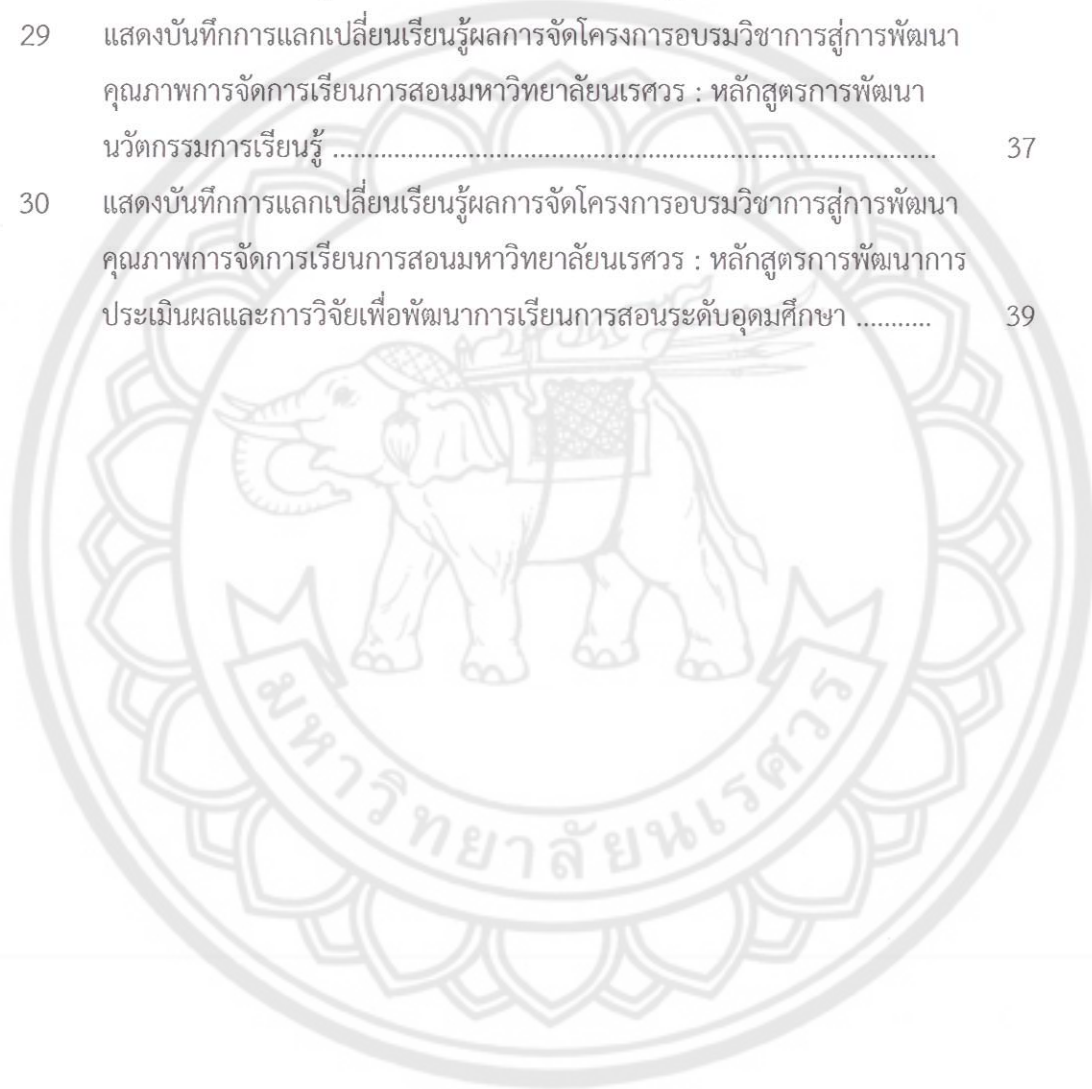 29 แสดงบันทึกการแลกเปลี่ยนเรียนรู้ผลการจัดโครงการอบรมวิชาการสู่การพัฒนา
คุณภาพการจัดการเรียนการสอนมหาวิทยาลัยนเรศวร : หลักสูตรการพัฒนา
นวัตกรรมการเรียนรู้ ........................................................................................ 37
30 แสดงบันทึกการแลกเปลี่ยนเรียนรู้ผลการจัดโครงการอบรมวิชาการสู่การพัฒนา
คุณภาพการจัดการเรียนการสอนมหาวิทยาลัยนเรศวร : หลักสูตรการพัฒนาการ
ประเมินผลและการวิจัยเพื่อพัฒนาการเรียนการสอนระดับอุดมศึกษา ........... 39
มหาวิทยาลัยนเรศวร